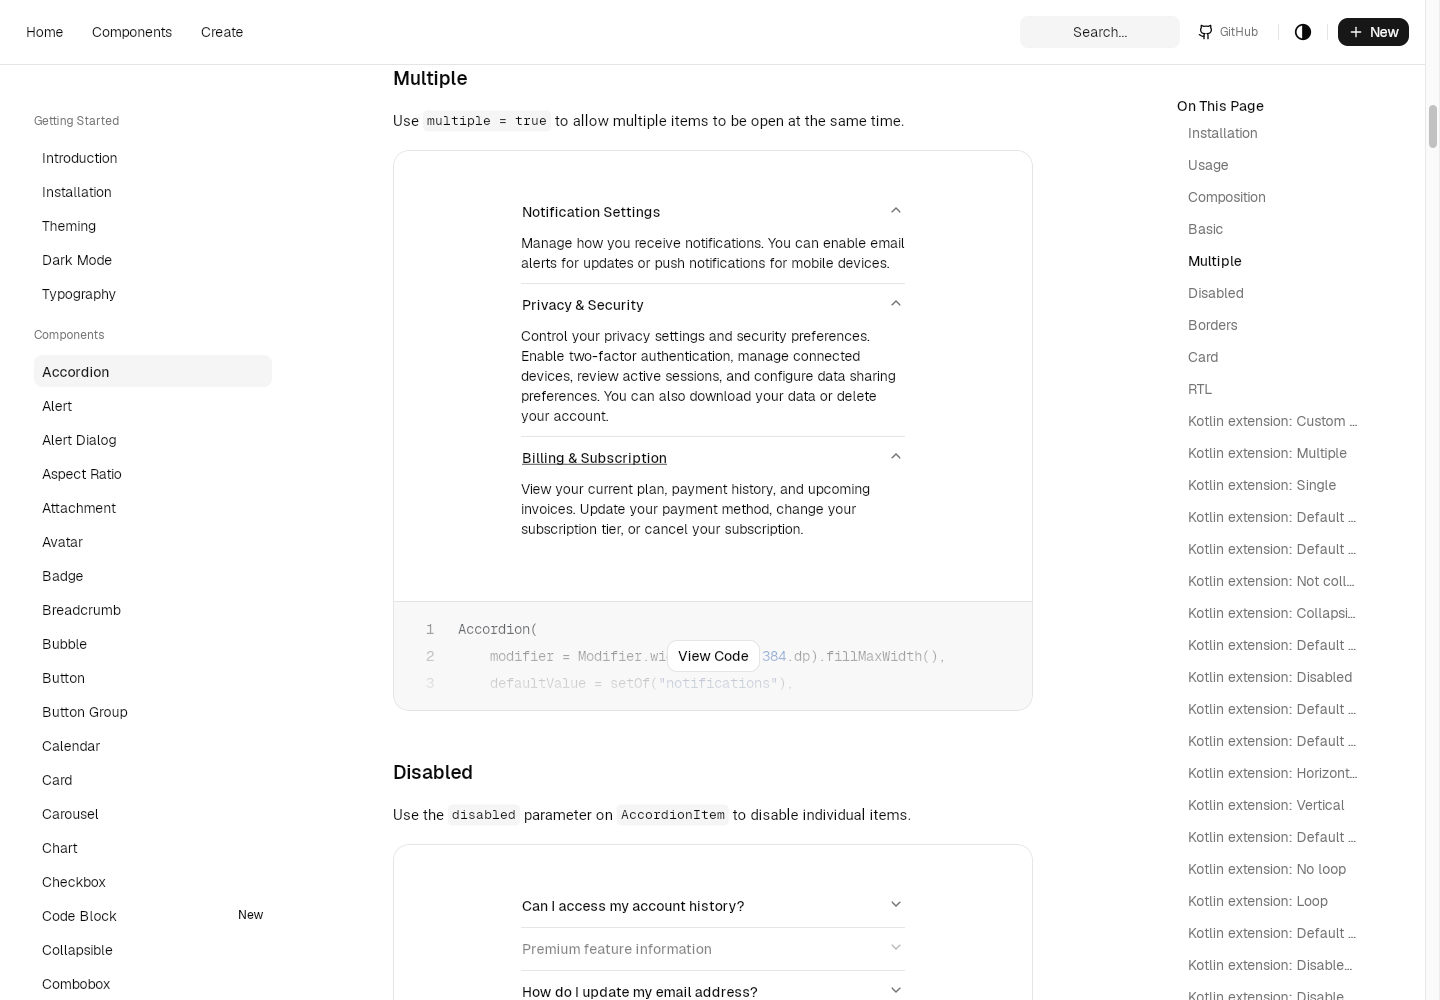 Home Components Create Search... GitHub New
Getting Started
Introduction
Installation
Theming
Dark Mode
Typography
Components
Accordion
Alert
Alert Dialog
Aspect Ratio
Attachment
Avatar
Badge
Breadcrumb
Bubble
Button
Button Group
Calendar
Card
Carousel
Chart
Checkbox
Code Block New
Collapsible
Combobox
Multiple
Use multiple = true to allow multiple items to be open at the same time.
Notification Settings
Manage how you receive notifications. You can enable email
alerts for updates or push notifications for mobile devices.
Privacy & Security
Control your privacy settings and security preferences.
Enable two-factor authentication, manage connected
devices, review active sessions, and configure data sharing
preferences. You can also download your data or delete
your account.
Billing & Subscription
View your current plan, payment history, and upcoming
invoices. Update your payment method, change your
subscription tier, or cancel your subscription.
1 Accordion(
2 modifier = Modifier.wi View Code 384.dp).fillMaxWidth(),
3 defaultValue = setOf("notifications"),
Disabled
Use the disabled parameter on AccordionItem to disable individual items.
Can I access my account history?
Premium feature information
How do I update my email address?
On This Page
Installation
Usage
Composition
Basic
Multiple
Disabled
Borders
Card
RTL
Kotlin extension: Custom ...
Kotlin extension: Multiple
Kotlin extension: Single
Kotlin extension: Default ...
Kotlin extension: Default ...
Kotlin extension: Not coll...
Kotlin extension: Collapsi...
Kotlin extension: Default ...
Kotlin extension: Disabled
Kotlin extension: Default ...
Kotlin extension: Default ...
Kotlin extension: Horizont...
Kotlin extension: Vertical
Kotlin extension: Default ...
Kotlin extension: No loop
Kotlin extension: Loop
Kotlin extension: Default ...
Kotlin extension: Disable...
Kotlin extension: Disable...